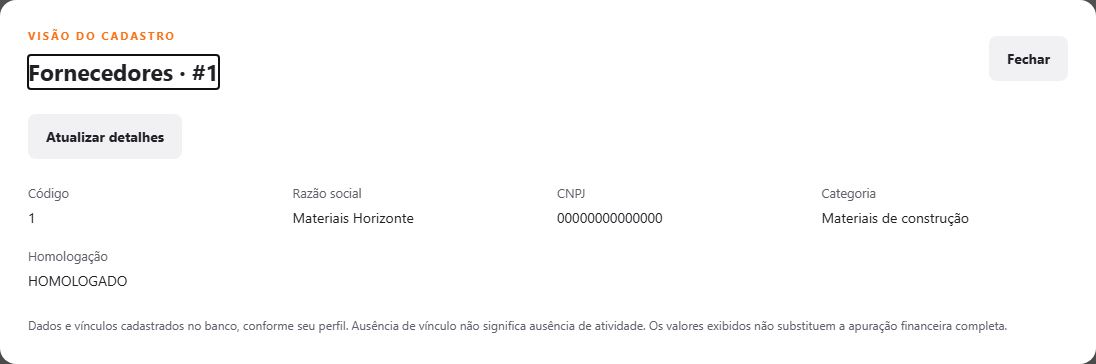 VISÃO DO CADASTRO
Fornecedores · #1
Fechar
Atualizar detalhes
Código
Razão social
CNPJ
Categoria
1
Materiais Horizonte
00000000000000
Materiais de construção
Homologação
HOMOLOGADO
Dados e vínculos cadastrados no banco, conforme seu perfil. Ausência de vínculo não significa ausência de atividade. Os valores exibidos não substituem a apuração financeira completa.